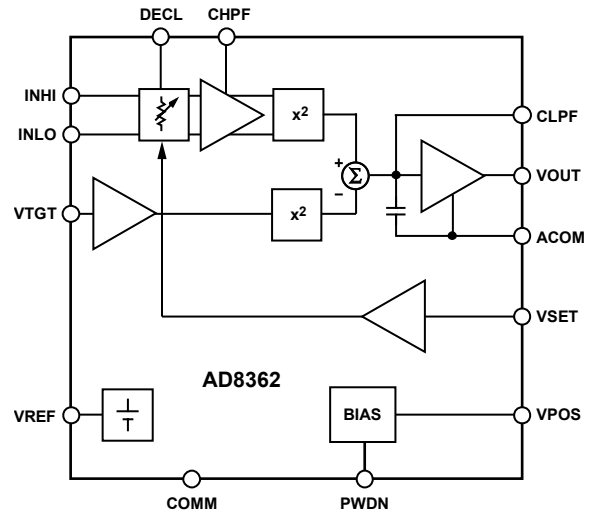 DECL CHPF
INHI
INLO
x²
CLPF
+
Σ
VOUT
VTGT
–
x²
ACOM
VSET
AD8362
VREF
BIAS
VPOS
COMM
PWDN